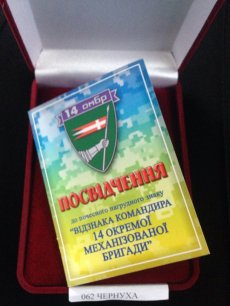 14 омбр
ПОСВІДЧЕННЯ
до почесного нагрудного знаку
"ВІДЗНАКА КОМАНДИРА
14 ОКРЕМОЇ
МЕХАНІЗОВАНОЇ
БРИГАДИ"
062 ЧЕРНУХА